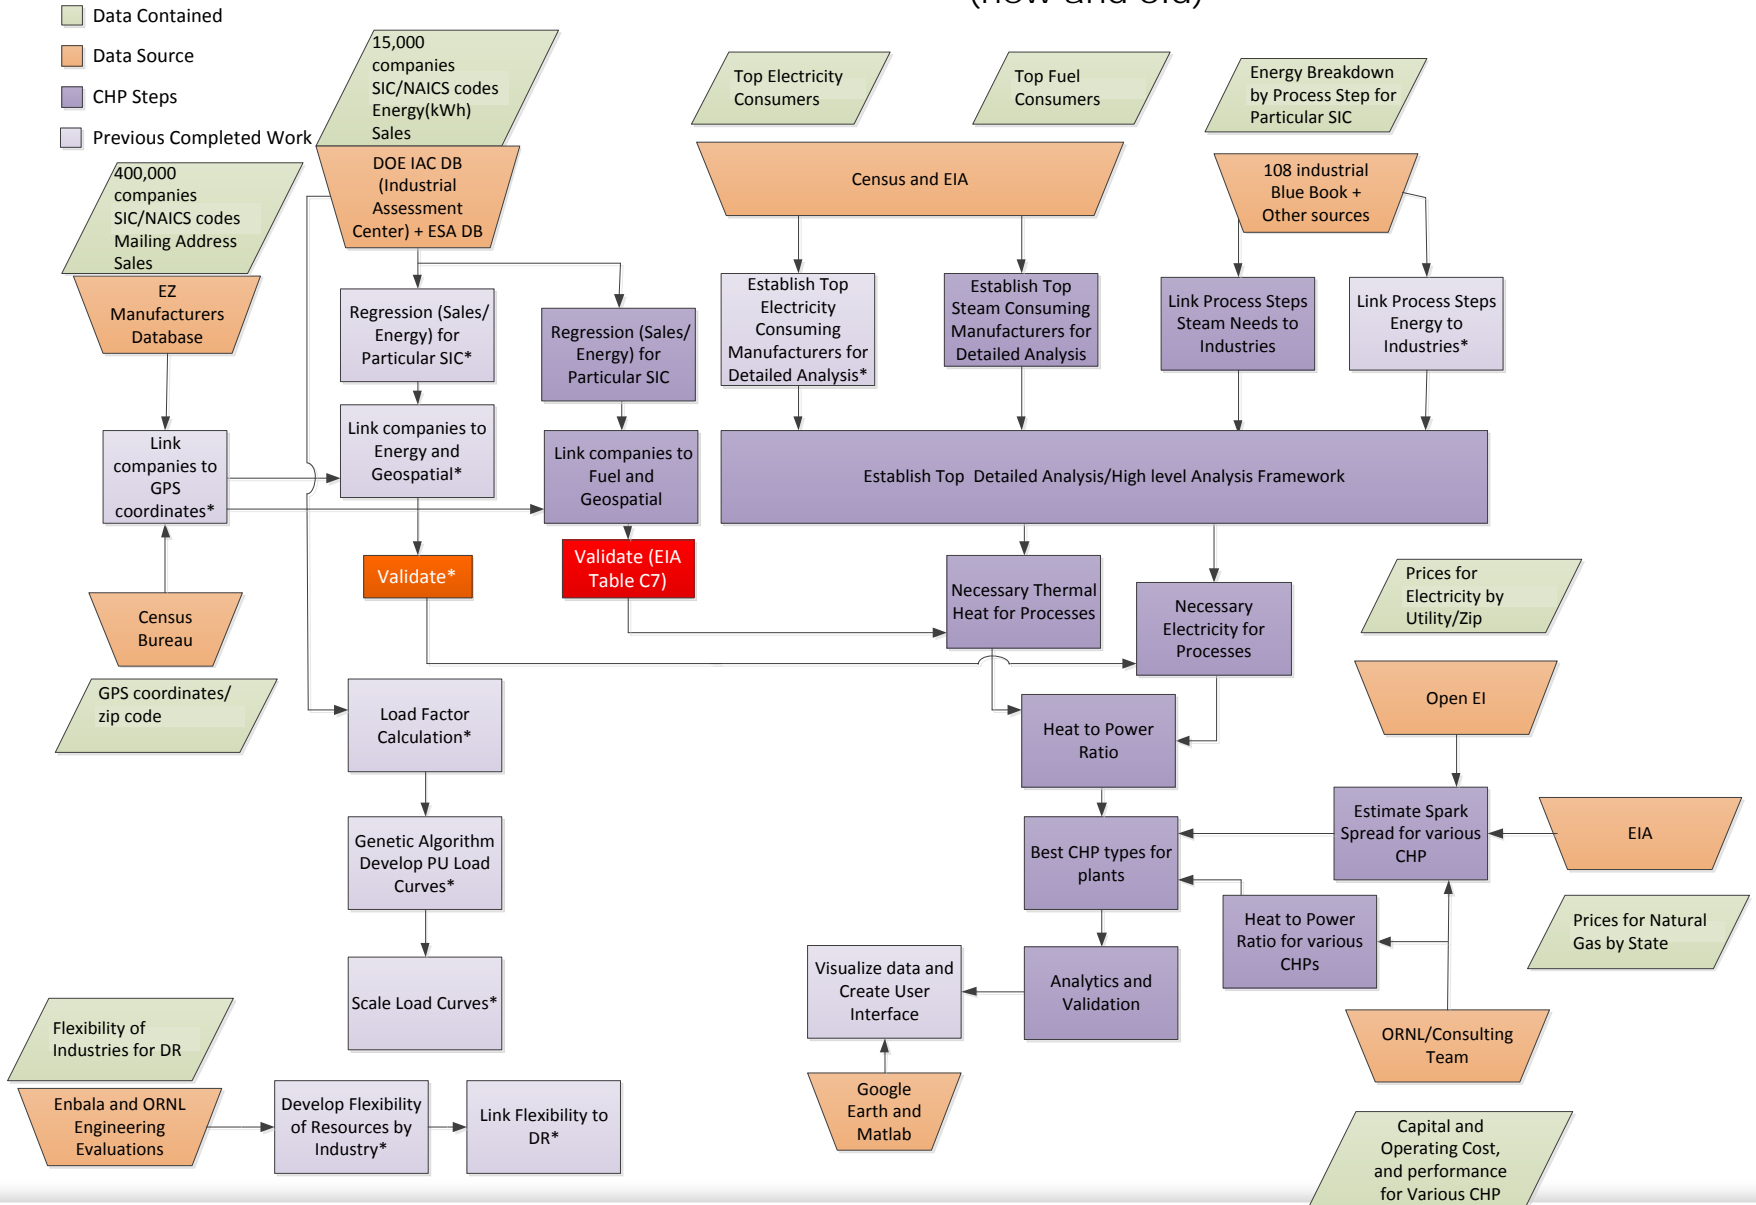 (new and old)
Data Contained
Data Source
CHP Steps
Previous Completed Work
15,000
companies
SIC/NAICS codes
Energy(kWh)
Sales
Top Electricity
Consumers
Top Fuel
Consumers
Energy Breakdown
by Process Step for
Particular SIC
400,000
companies
SIC/NAICS codes
Mailing Address
Sales
DOE IAC DB
(Industrial
Assessment
Center) + ESA DB
Census and EIA
108 industrial
Blue Book +
Other sources
EZ
Manufacturers
Database
Regression (Sales/
Energy) for
Particular SIC*
Regression (Sales/
Energy) for
Particular SIC
Establish Top
Electricity
Consuming
Manufacturers for
Detailed Analysis*
Establish Top
Steam Consuming
Manufacturers for
Detailed Analysis
Link Process Steps
Steam Needs to
Industries
Link Process Steps
Energy to
Industries*
Link
companies to
GPS
coordinates*
Link companies to
Energy and
Geospatial*
Link companies to
Fuel and
Geospatial
Establish Top  Detailed Analysis/High level Analysis Framework
Validate*
Validate (EIA
Table C7)
Necessary Thermal
Heat for Processes
Necessary
Electricity for
Processes
Prices for
Electricity by
Utility/Zip
Census
Bureau
GPS coordinates/
zip code
Load Factor
Calculation*
Heat to Power
Ratio
Open EI
Genetic Algorithm
Develop PU Load
Curves*
Best CHP types for
plants
Estimate Spark
Spread for various
CHP
EIA
Heat to Power
Ratio for various
CHPs
Prices for Natural
Gas by State
Scale Load Curves*
Visualize data and
Create User
Interface
Analytics and
Validation
Flexibility of
Industries for DR
ORNL/Consulting
Team
Enbala and ORNL
Engineering
Evaluations
Develop Flexibility
of Resources by
Industry*
Link Flexibility to
DR*
Google
Earth and
Matlab
Capital and
Operating Cost,
and performance
for Various CHP